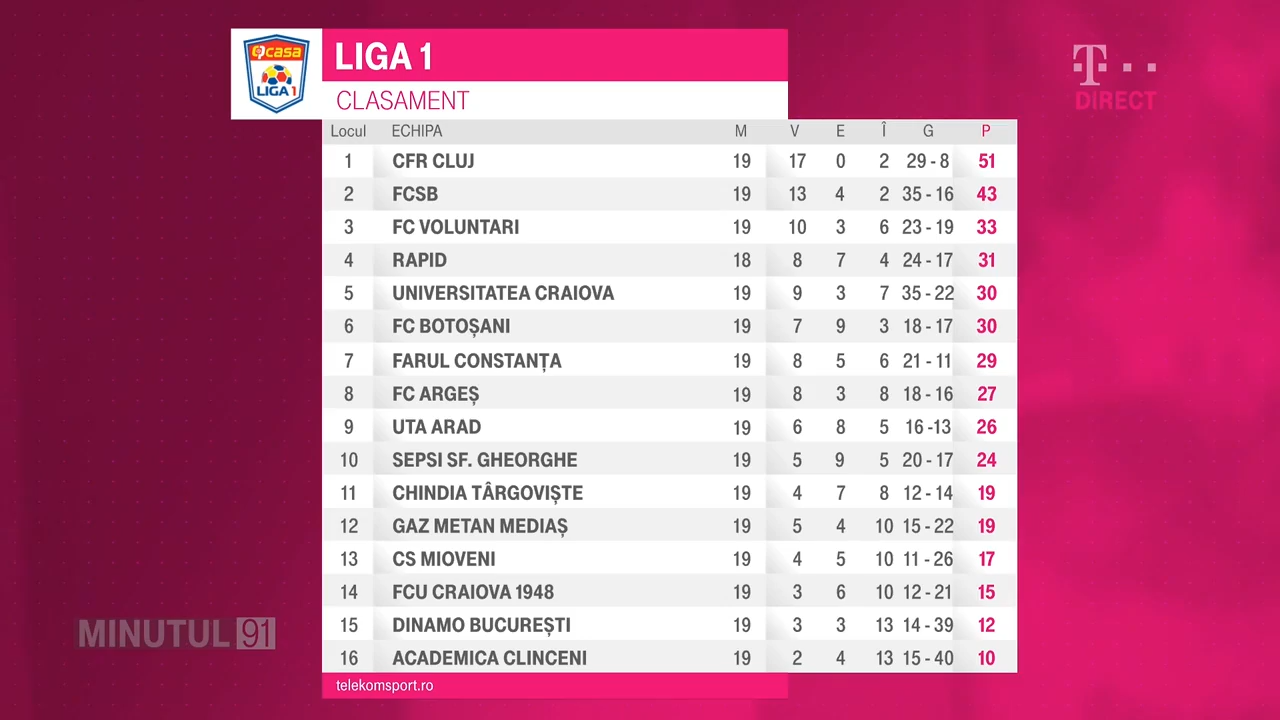 casa
LIGA 1
LIGA 1
CLASAMENT
T
DIRECT
Locul ECHIPA M V E Î G P
1 CFR CLUJ 19 17 0 2 29 - 8 51
2 FCSB 19 13 4 2 35 - 16 43
3 FC VOLUNTARI 19 10 3 6 23 - 19 33
4 RAPID 18 8 7 4 24 - 17 31
5 UNIVERSITATEA CRAIOVA 19 9 3 7 35 - 22 30
6 FC BOTOȘANI 19 7 9 3 18 - 17 30
7 FARUL CONSTANȚA 19 8 5 6 21 - 11 29
8 FC ARGEȘ 19 8 3 8 18 - 16 27
9 UTA ARAD 19 6 8 5 16 -13 26
10 SEPSI SF. GHEORGHE 19 5 9 5 20 - 17 24
11 CHINDIA TÂRGOVIȘTE 19 4 7 8 12 - 14 19
12 GAZ METAN MEDIAȘ 19 5 4 10 15 - 22 19
13 CS MIOVENI 19 4 5 10 11 - 26 17
14 FCU CRAIOVA 1948 19 3 6 10 12 - 21 15
15 DINAMO BUCUREȘTI 19 3 3 13 14 - 39 12
16 ACADEMICA CLINCENI 19 2 4 13 15 - 40 10
MINUTUL 91
telekomsport.ro